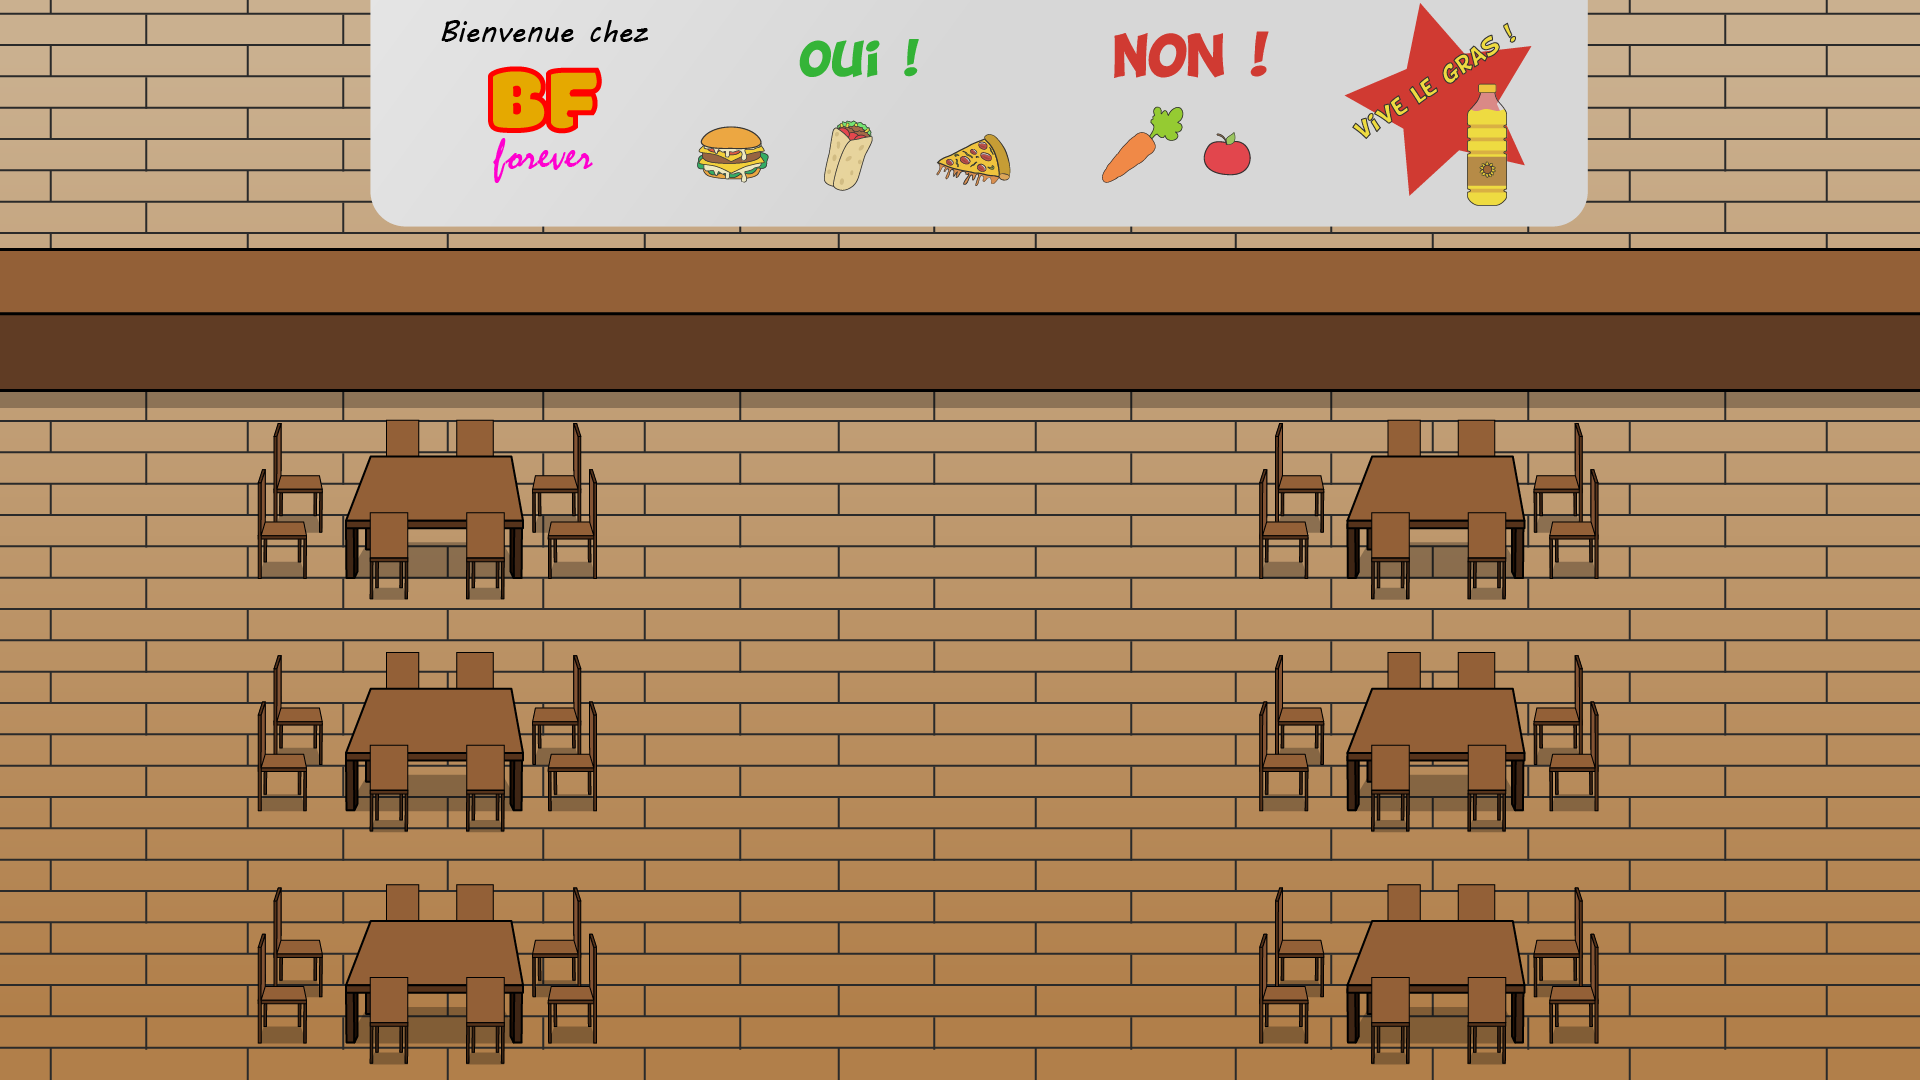 Bienvenue chez
BF
forever
OUi !
NON !
ViVE LE GRAS !